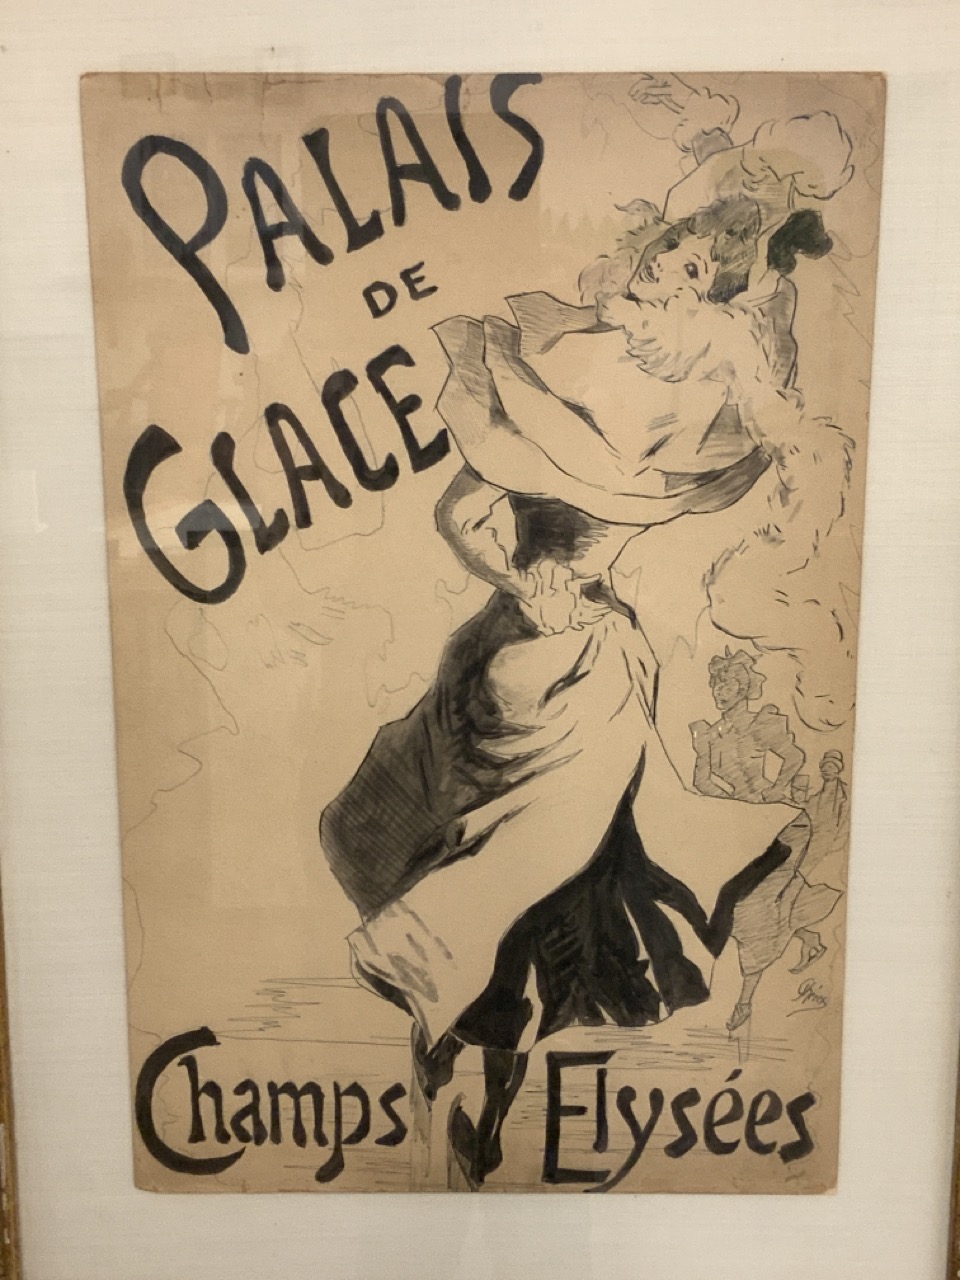 PALAIS
DE
GLACE
Champs Elysées